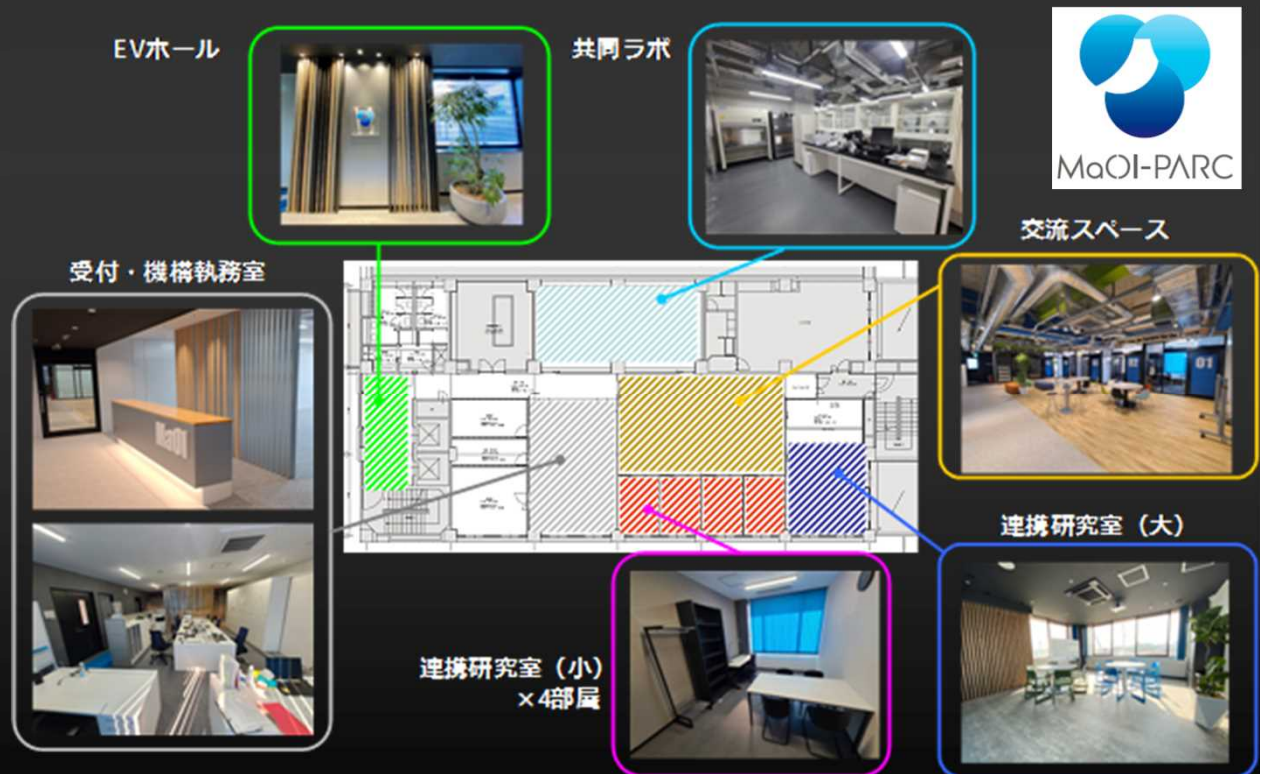 EVホール
共同ラボ
MaOI-PARC
交流スペース
受付・機構執務室
MaOI
01
連携研究室（大）
連携研究室（小）
×4部屋